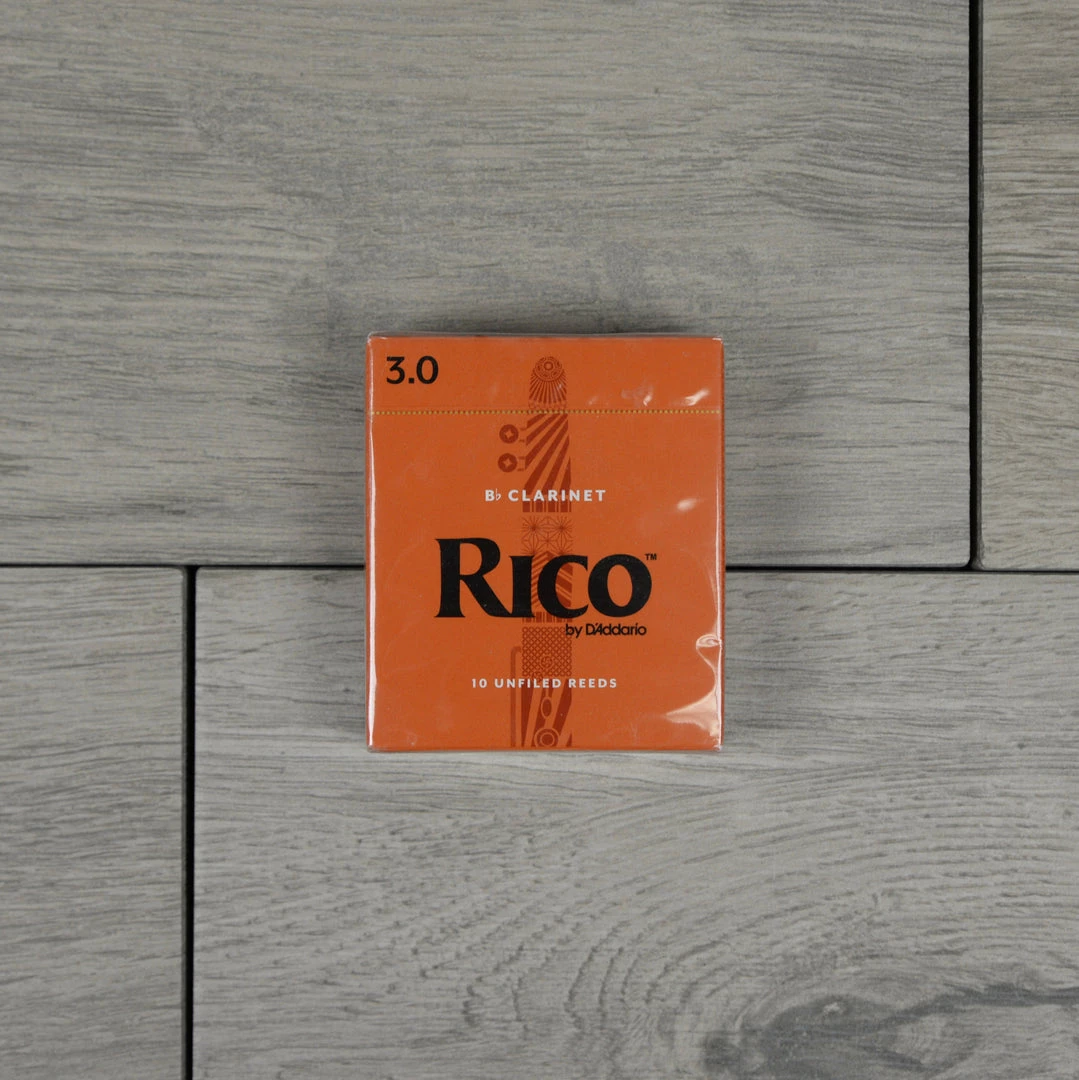 3.0
B♭ CLARINET
RICO™
by D'Addario
10 UNFILED REEDS